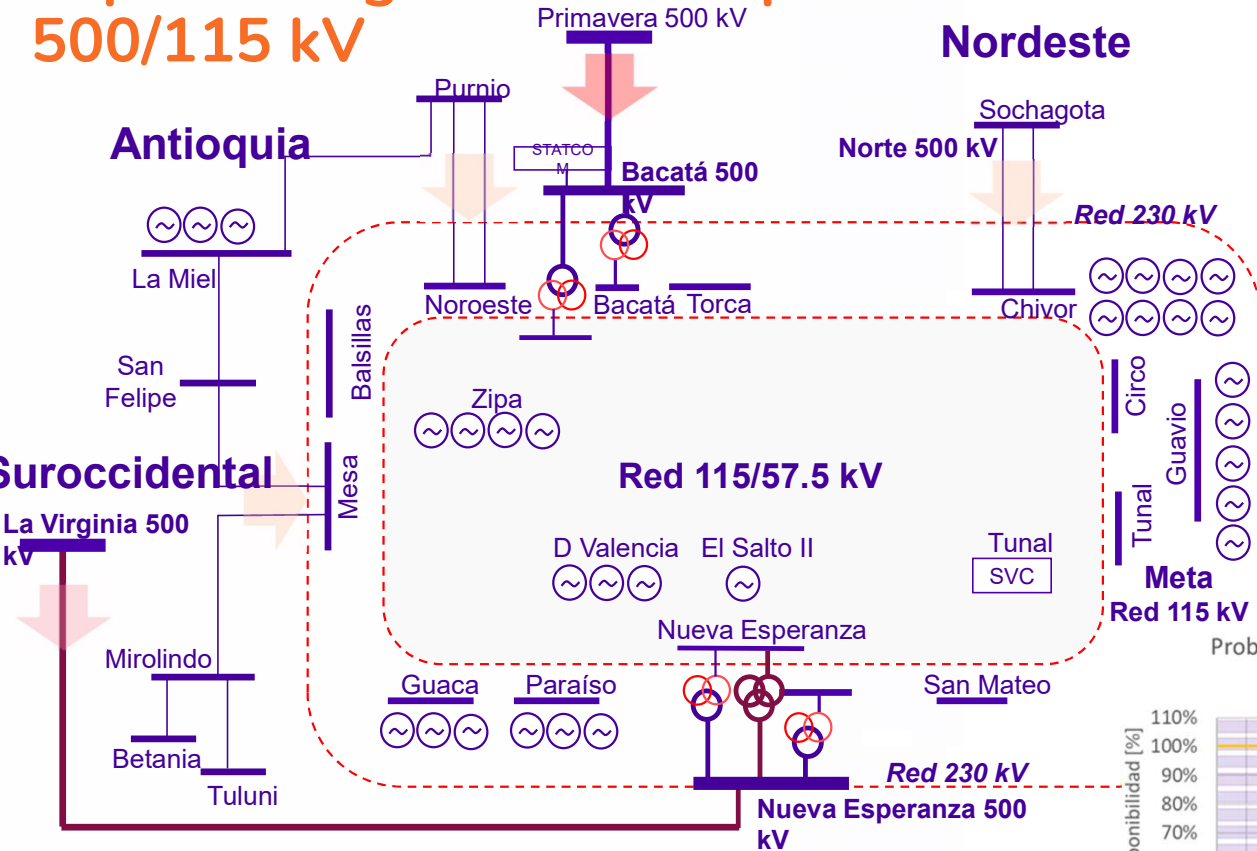 500/115 kV
Primavera 500 kV
Nordeste
Purnio
Sochagota
Antioquia
STATCO
M
Norte 500 kV
Bacatá 500
kV
Red 230 kV
La Miel
Noroeste
Bacatá
Torca
Chivor
Balsillas
San
Felipe
Circo
Zipa
Guavio
Suroccidental
Mesa
Red 115/57.5 kV
La Virginia 500
kV
Tunal
D Valencia
El Salto II
Tunal
SVC
Meta
Red 115 kV
Nueva Esperanza
Prob
Mirolindo
Guaca
Paraíso
San Mateo
110%
100%
90%
80%
70%
ponibilidad [%]
Betania
Tuluni
Red 230 kV
Nueva Esperanza 500
kV